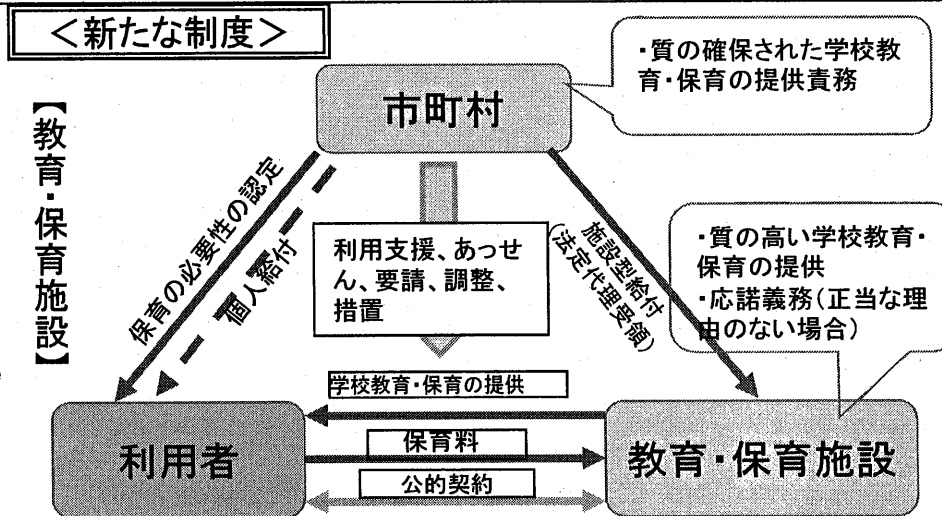 <新たな制度>
【教育・保育施設】
市町村
・質の確保された学校教
育・保育の提供責務
保育の必要性の認定
個人給付
利用支援、あっせ
ん、要請、調整、
措置
施設型給付
(法定代理受領)
・質の高い学校教育・
保育の提供
・応諾義務(正当な理
由のない場合)
学校教育・保育の提供
利用者
保育料
教育・保育施設
公的契約